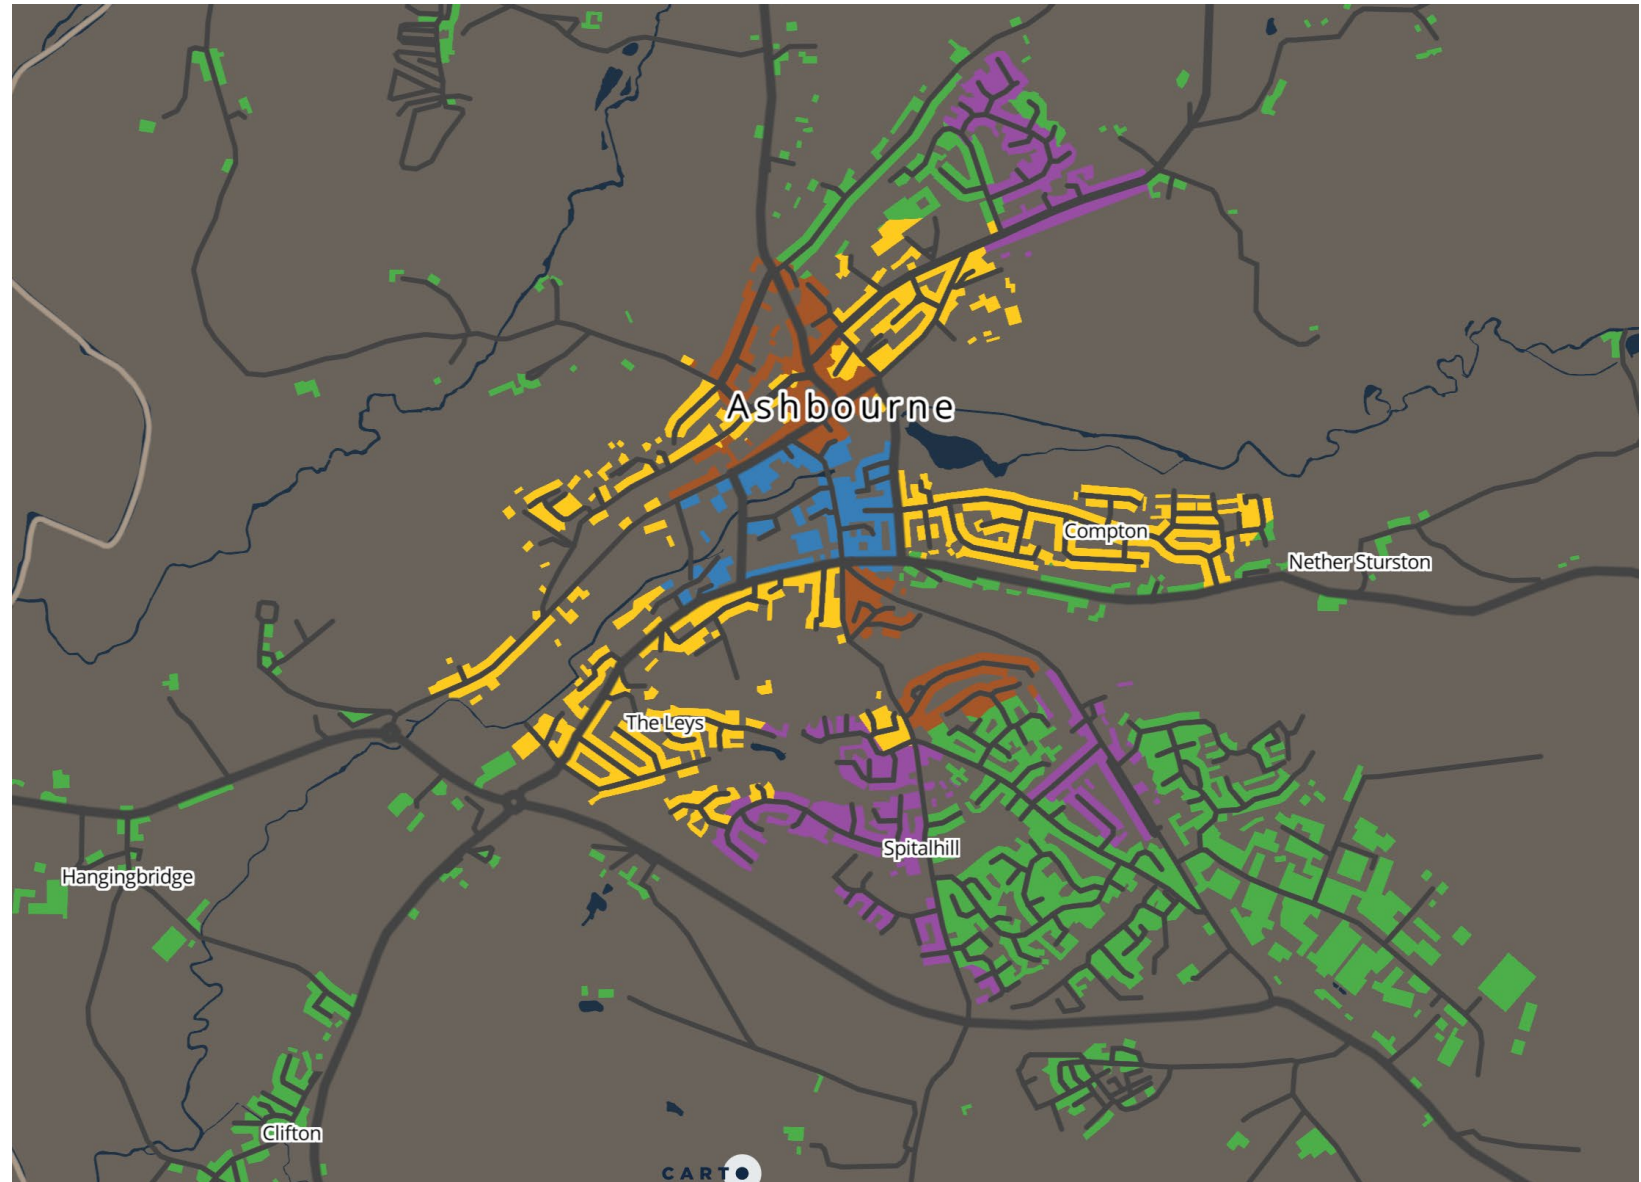 Ashbourne
Compton
Nether Sturston
The Leys
Spitalhill
Hangingbridge
Clifton
CARTO